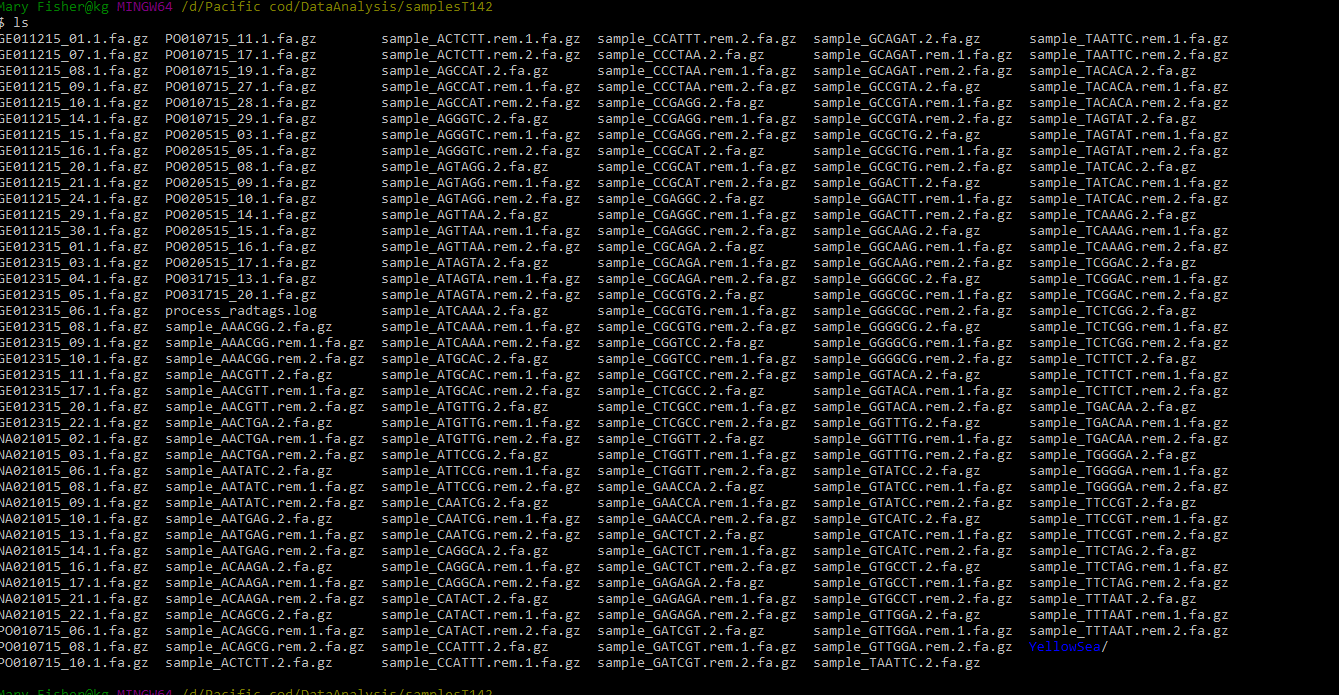 Mary Fisher@kg MINGW64 /d/Pacific cod/DataAnalysis/samplesT142
$ ls
GE011215_01.1.fa.gz PO010715_11.1.fa.gz sample_ACTCTT.rem.1.fa.gz sample_CCATTT.rem.2.fa.gz sample_GCAGAT.2.fa.gz sample_TAATTC.rem.1.fa.gz
GE011215_07.1.fa.gz PO010715_17.1.fa.gz sample_ACTCTT.rem.2.fa.gz sample_CCCTAA.2.fa.gz sample_GCAGAT.rem.1.fa.gz sample_TAATTC.rem.2.fa.gz
GE011215_08.1.fa.gz PO010715_19.1.fa.gz sample_AGCCAT.2.fa.gz sample_CCCTAA.rem.1.fa.gz sample_GCAGAT.rem.2.fa.gz sample_TACACA.2.fa.gz
GE011215_09.1.fa.gz PO010715_27.1.fa.gz sample_AGCCAT.rem.1.fa.gz sample_CCCTAA.rem.2.fa.gz sample_GCCGTA.2.fa.gz sample_TACACA.rem.1.fa.gz
GE011215_10.1.fa.gz PO010715_28.1.fa.gz sample_AGCCAT.rem.2.fa.gz sample_CCGAGG.2.fa.gz sample_GCCGTA.rem.1.fa.gz sample_TACACA.rem.2.fa.gz
GE011215_14.1.fa.gz PO010715_29.1.fa.gz sample_AGGGTC.2.fa.gz sample_CCGAGG.rem.1.fa.gz sample_GCCGTA.rem.2.fa.gz sample_TAGTAT.2.fa.gz
GE011215_15.1.fa.gz PO020515_03.1.fa.gz sample_AGGGTC.rem.1.fa.gz sample_CCGAGG.rem.2.fa.gz sample_GCGCTG.2.fa.gz sample_TAGTAT.rem.1.fa.gz
GE011215_16.1.fa.gz PO020515_05.1.fa.gz sample_AGGGTC.rem.2.fa.gz sample_CCGCAT.2.fa.gz sample_GCGCTG.rem.1.fa.gz sample_TAGTAT.rem.2.fa.gz
GE011215_20.1.fa.gz PO020515_08.1.fa.gz sample_AGTAGG.2.fa.gz sample_CCGCAT.rem.1.fa.gz sample_GCGCTG.rem.2.fa.gz sample_TATCAC.2.fa.gz
GE011215_21.1.fa.gz PO020515_09.1.fa.gz sample_AGTAGG.rem.1.fa.gz sample_CCGCAT.rem.2.fa.gz sample_GGACTT.2.fa.gz sample_TATCAC.rem.1.fa.gz
GE011215_24.1.fa.gz PO020515_10.1.fa.gz sample_AGTAGG.rem.2.fa.gz sample_CGAGGC.2.fa.gz sample_GGACTT.rem.1.fa.gz sample_TATCAC.rem.2.fa.gz
GE011215_29.1.fa.gz PO020515_14.1.fa.gz sample_AGTTAA.2.fa.gz sample_CGAGGC.rem.1.fa.gz sample_GGACTT.rem.2.fa.gz sample_TCAAAG.2.fa.gz
GE011215_30.1.fa.gz PO020515_15.1.fa.gz sample_AGTTAA.rem.1.fa.gz sample_CGAGGC.rem.2.fa.gz sample_GGCAAG.2.fa.gz sample_TCAAAG.rem.1.fa.gz
GE012315_01.1.fa.gz PO020515_16.1.fa.gz sample_AGTTAA.rem.2.fa.gz sample_CGCAGA.2.fa.gz sample_GGCAAG.rem.1.fa.gz sample_TCAAAG.rem.2.fa.gz
GE012315_03.1.fa.gz PO020515_17.1.fa.gz sample_ATAGTA.2.fa.gz sample_CGCAGA.rem.1.fa.gz sample_GGCAAG.rem.2.fa.gz sample_TCGGAC.2.fa.gz
GE012315_04.1.fa.gz PO031715_13.1.fa.gz sample_ATAGTA.rem.1.fa.gz sample_CGCAGA.rem.2.fa.gz sample_GGGCGC.2.fa.gz sample_TCGGAC.rem.1.fa.gz
GE012315_05.1.fa.gz PO031715_20.1.fa.gz sample_ATAGTA.rem.2.fa.gz sample_CGCGTG.2.fa.gz sample_GGGCGC.rem.1.fa.gz sample_TCGGAC.rem.2.fa.gz
GE012315_06.1.fa.gz process_radtags.log sample_ATCAAA.2.fa.gz sample_CGCGTG.rem.1.fa.gz sample_GGGCGC.rem.2.fa.gz sample_TCTCGG.2.fa.gz
GE012315_08.1.fa.gz sample_AAACGG.2.fa.gz sample_ATCAAA.rem.1.fa.gz sample_CGCGTG.rem.2.fa.gz sample_GGGGCG.2.fa.gz sample_TCTCGG.rem.1.fa.gz
GE012315_09.1.fa.gz sample_AAACGG.rem.1.fa.gz sample_ATCAAA.rem.2.fa.gz sample_CGGTCC.2.fa.gz sample_GGGGCG.rem.1.fa.gz sample_TCTCGG.rem.2.fa.gz
GE012315_10.1.fa.gz sample_AAACGG.rem.2.fa.gz sample_ATGCAC.2.fa.gz sample_CGGTCC.rem.1.fa.gz sample_GGGGCG.rem.2.fa.gz sample_TCTTCT.2.fa.gz
GE012315_11.1.fa.gz sample_AACGTT.2.fa.gz sample_ATGCAC.rem.1.fa.gz sample_CGGTCC.rem.2.fa.gz sample_GGTACA.2.fa.gz sample_TCTTCT.rem.1.fa.gz
GE012315_17.1.fa.gz sample_AACGTT.rem.1.fa.gz sample_ATGCAC.rem.2.fa.gz sample_CTCGCC.2.fa.gz sample_GGTACA.rem.1.fa.gz sample_TCTTCT.rem.2.fa.gz
GE012315_20.1.fa.gz sample_AACGTT.rem.2.fa.gz sample_ATGTTG.2.fa.gz sample_CTCGCC.rem.1.fa.gz sample_GGTACA.rem.2.fa.gz sample_TGACAA.2.fa.gz
GE012315_22.1.fa.gz sample_AACTGA.2.fa.gz sample_ATGTTG.rem.1.fa.gz sample_CTCGCC.rem.2.fa.gz sample_GGTTTG.2.fa.gz sample_TGACAA.rem.1.fa.gz
NA021015_02.1.fa.gz sample_AACTGA.rem.1.fa.gz sample_ATGTTG.rem.2.fa.gz sample_CTGGTT.2.fa.gz sample_GGTTTG.rem.1.fa.gz sample_TGACAA.rem.2.fa.gz
NA021015_03.1.fa.gz sample_AACTGA.rem.2.fa.gz sample_ATTCCG.2.fa.gz sample_CTGGTT.rem.1.fa.gz sample_GGTTTG.rem.2.fa.gz sample_TGGGGA.2.fa.gz
NA021015_06.1.fa.gz sample_AATATC.2.fa.gz sample_ATTCCG.rem.1.fa.gz sample_CTGGTT.rem.2.fa.gz sample_GTATCC.2.fa.gz sample_TGGGGA.rem.1.fa.gz
NA021015_08.1.fa.gz sample_AATATC.rem.1.fa.gz sample_ATTCCG.rem.2.fa.gz sample_GAACCA.2.fa.gz sample_GTATCC.rem.1.fa.gz sample_TGGGGA.rem.2.fa.gz
NA021015_09.1.fa.gz sample_AATATC.rem.2.fa.gz sample_CAATCG.2.fa.gz sample_GAACCA.rem.1.fa.gz sample_GTATCC.rem.2.fa.gz sample_TTCCGT.2.fa.gz
NA021015_10.1.fa.gz sample_AATGAG.2.fa.gz sample_CAATCG.rem.1.fa.gz sample_GAACCA.rem.2.fa.gz sample_GTCATC.2.fa.gz sample_TTCCGT.rem.1.fa.gz
NA021015_13.1.fa.gz sample_AATGAG.rem.1.fa.gz sample_CAATCG.rem.2.fa.gz sample_GACTCT.2.fa.gz sample_GTCATC.rem.1.fa.gz sample_TTCCGT.rem.2.fa.gz
NA021015_14.1.fa.gz sample_AATGAG.rem.2.fa.gz sample_CAGGCA.2.fa.gz sample_GACTCT.rem.1.fa.gz sample_GTCATC.rem.2.fa.gz sample_TTCTAG.2.fa.gz
NA021015_16.1.fa.gz sample_ACAAGA.2.fa.gz sample_CAGGCA.rem.1.fa.gz sample_GACTCT.rem.2.fa.gz sample_GTGCCT.2.fa.gz sample_TTCTAG.rem.1.fa.gz
NA021015_17.1.fa.gz sample_ACAAGA.rem.1.fa.gz sample_CAGGCA.rem.2.fa.gz sample_GAGAGA.2.fa.gz sample_GTGCCT.rem.1.fa.gz sample_TTCTAG.rem.2.fa.gz
NA021015_21.1.fa.gz sample_ACAAGA.rem.2.fa.gz sample_CATACT.2.fa.gz sample_GAGAGA.rem.1.fa.gz sample_GTGCCT.rem.2.fa.gz sample_TTTAAT.2.fa.gz
NA021015_22.1.fa.gz sample_ACAGCG.2.fa.gz sample_CATACT.rem.1.fa.gz sample_GAGAGA.rem.2.fa.gz sample_GTTGGA.2.fa.gz sample_TTTAAT.rem.1.fa.gz
PO010715_06.1.fa.gz sample_ACAGCG.rem.1.fa.gz sample_CATACT.rem.2.fa.gz sample_GATCGT.2.fa.gz sample_GTTGGA.rem.1.fa.gz sample_TTTAAT.rem.2.fa.gz
PO010715_08.1.fa.gz sample_ACAGCG.rem.2.fa.gz sample_CCATTT.2.fa.gz sample_GATCGT.rem.1.fa.gz sample_GTTGGA.rem.2.fa.gz YellowSea/
PO010715_10.1.fa.gz sample_ACTCTT.2.fa.gz sample_CCATTT.rem.1.fa.gz sample_GATCGT.rem.2.fa.gz sample_TAATTC.2.fa.gz
Mary Fisher@kg MINGW64 /d/Pacific cod/DataAnalysis/samplesT142